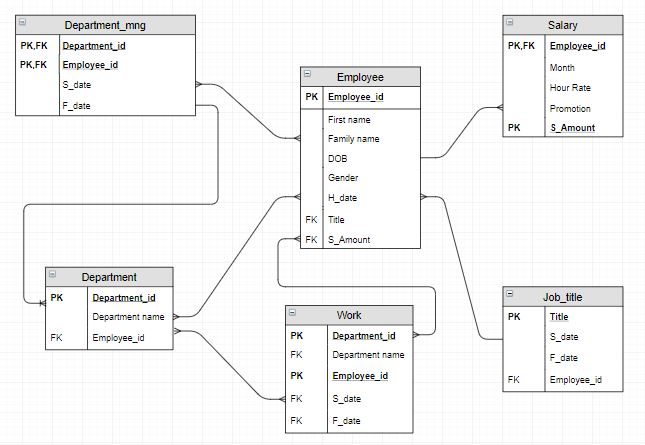 Department_mng
PK,FK Department_id
PK,FK Employee_id
S_date
F_date
Employee
PK Employee_id
First name
Family name
DOB
Gender
H_date
FK Title
FK S_Amount
Salary
PK,FK Employee_id
Month
Hour Rate
Promotion
PK S_Amount
Department
PK Department_id
Department name
FK Employee_id
Work
PK Department_id
FK Department name
PK Employee_id
FK S_date
FK F_date
Job_title
PK Title
S_date
F_date
FK Employee_id